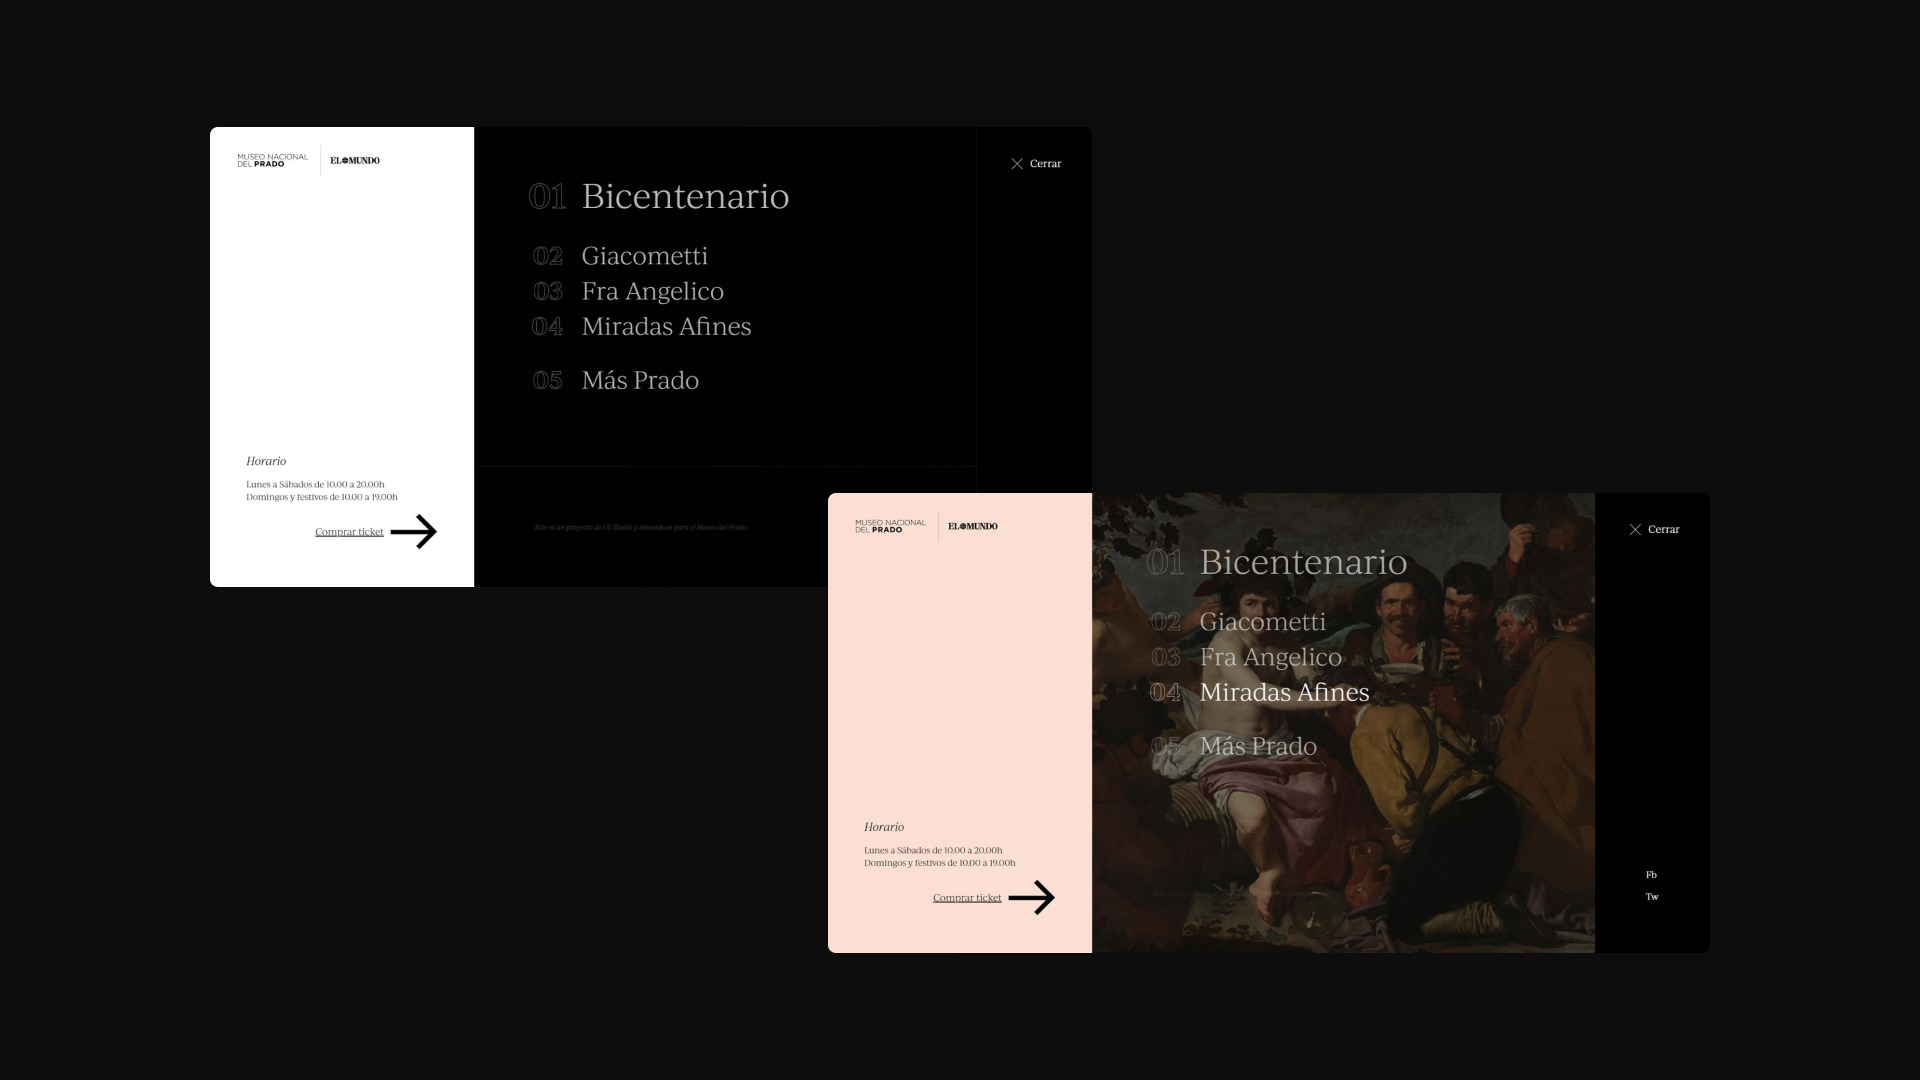 MUSEO NACIONAL
DEL PRADO
EL MUNDO
01 Bicentenario
02 Giacometti
03 Fra Angelico
04 Miradas Afines
05 Más Prado
Cerrar
Horario
Lunes a Sábados de 10.00 a 20.00h
Domingos y festivos de 10.00 a 19.00h
Comprar ticket
Este es un proyecto de UE Studio y elmundo.es para el Museo del Prado.
MUSEO NACIONAL
DEL PRADO
EL MUNDO
01 Bicentenario
02 Giacometti
03 Fra Angelico
04 Miradas Afines
05 Más Prado
Cerrar
Horario
Lunes a Sábados de 10.00 a 20.00h
Domingos y festivos de 10.00 a 19.00h
Comprar ticket
Fb
Tw